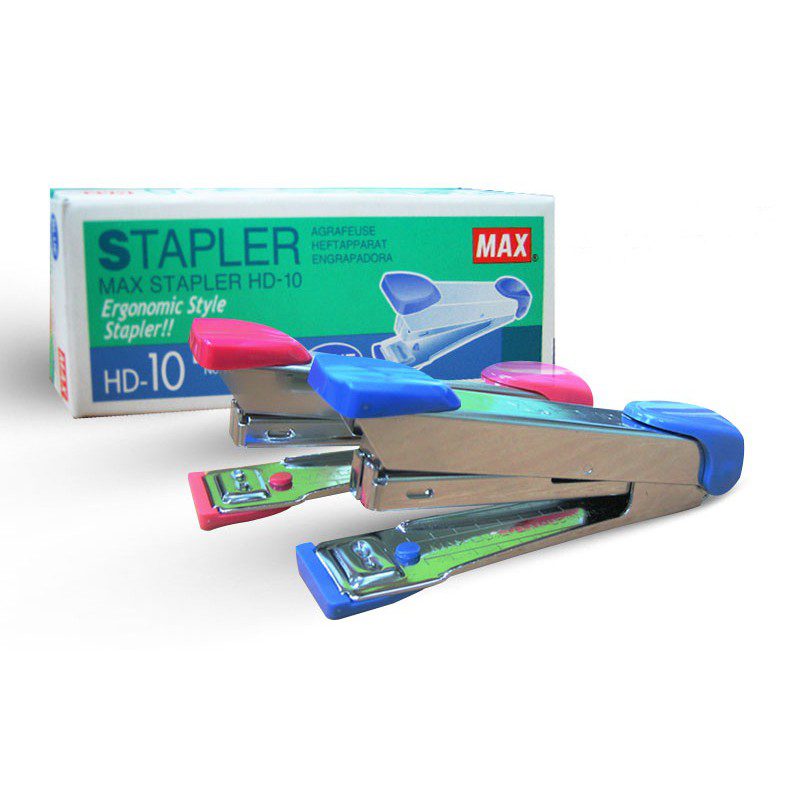 STAPLER
MAX STAPLER HD-10
AGRAFEUSE
HEFTAPPARAT
ENGRAPADORA
MAX®
Ergonomic Style
Stapler!!
HD-10
MAX